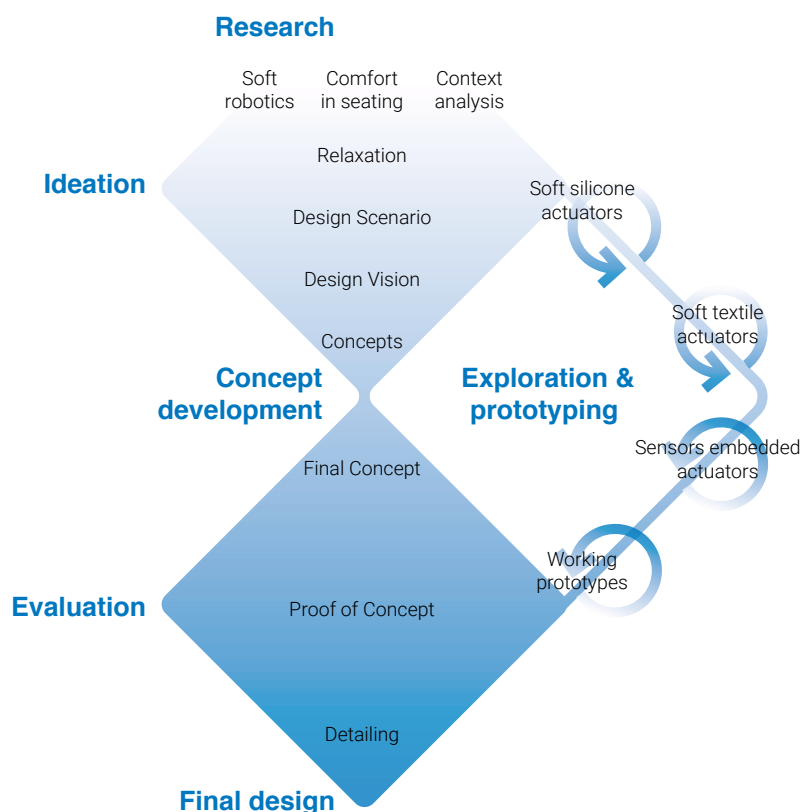 Research
Soft
robotics
Comfort
in seating
Context
analysis
Relaxation
Ideation
Soft silicone
actuators
Design Scenario
Design Vision
Soft textile
actuators
Concepts
Concept
development
Exploration &
prototyping
Sensors embedded
actuators
Final Concept
Working
prototypes
Evaluation
Proof of Concept
Detailing
Final design